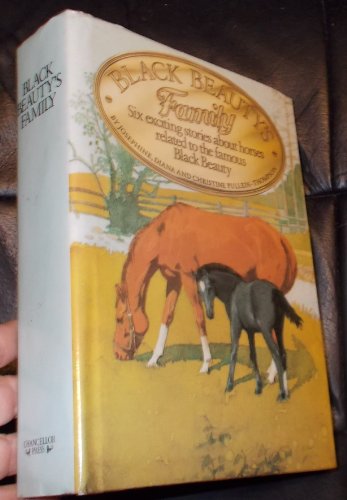 BLACK
BEAUTY'S
FAMILY
CHANCELLOR
PRESS
BLACK BEAUTY'S
Family
Six exciting stories about horses
related to the famous
Black Beauty
BY JOSEPHINE, DIANA AND CHRISTINE PULLEIN-THOMPSON